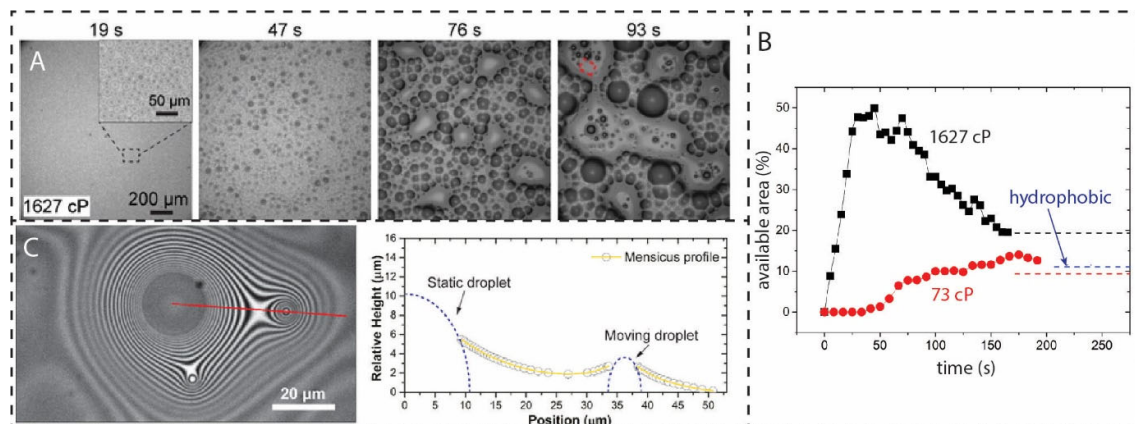 19 s 47 s 76 s 93 s
A
50 µm
1627 cP
200 µm
B
available area (%)
50
40
30
20
10
0
1627 cP
hydrophobic
73 cP
0 50 100 150 200 250
time (s)
C
20 µm
Relative Height (µm)
16
14
12
10
8
6
4
2
0
Mensicus profile
Static droplet
Moving droplet
0 5 10 15 20 25 30 35 40 45 50
Position (µm)